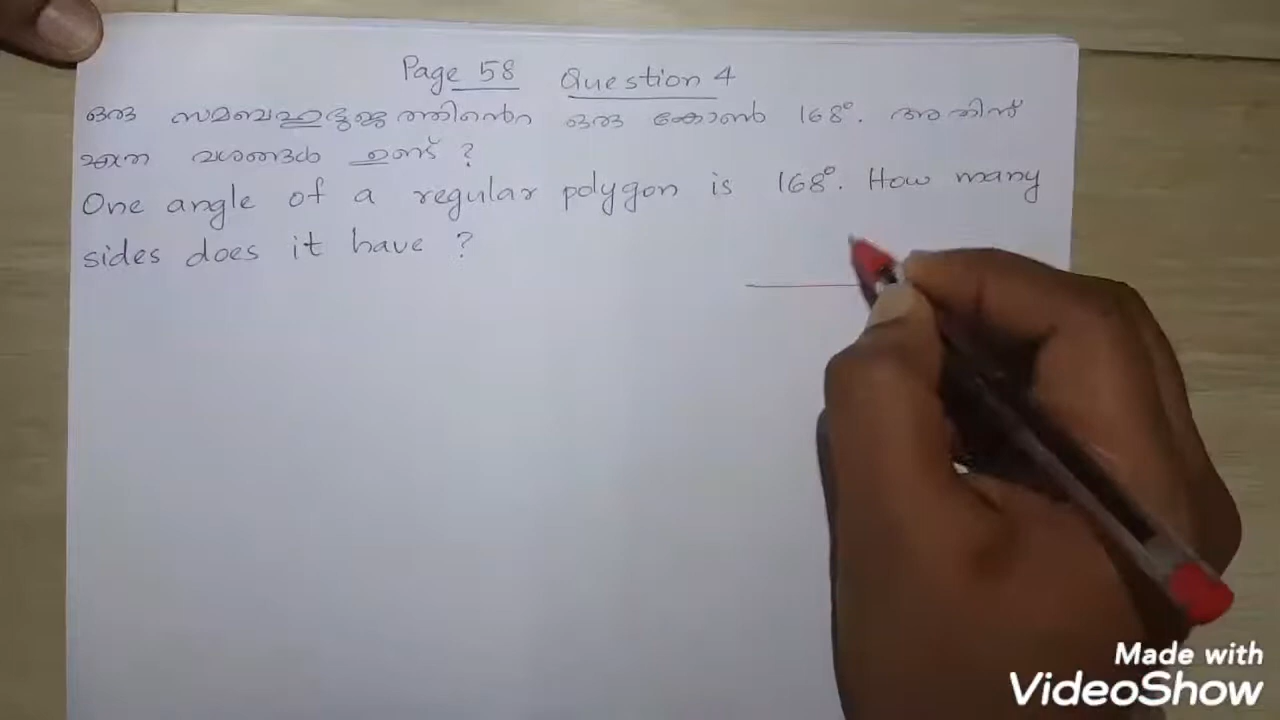 Page 58 Question 4
ഒരു സമബഹുഭുജത്തിന്റെ ഒരു കോൺ 168°. അതിന്
എത്ര വശങ്ങൾ ഉണ്ട് ?
One angle of a regular polygon is 168°. How many
sides does it have ?
Made with
VideoShow